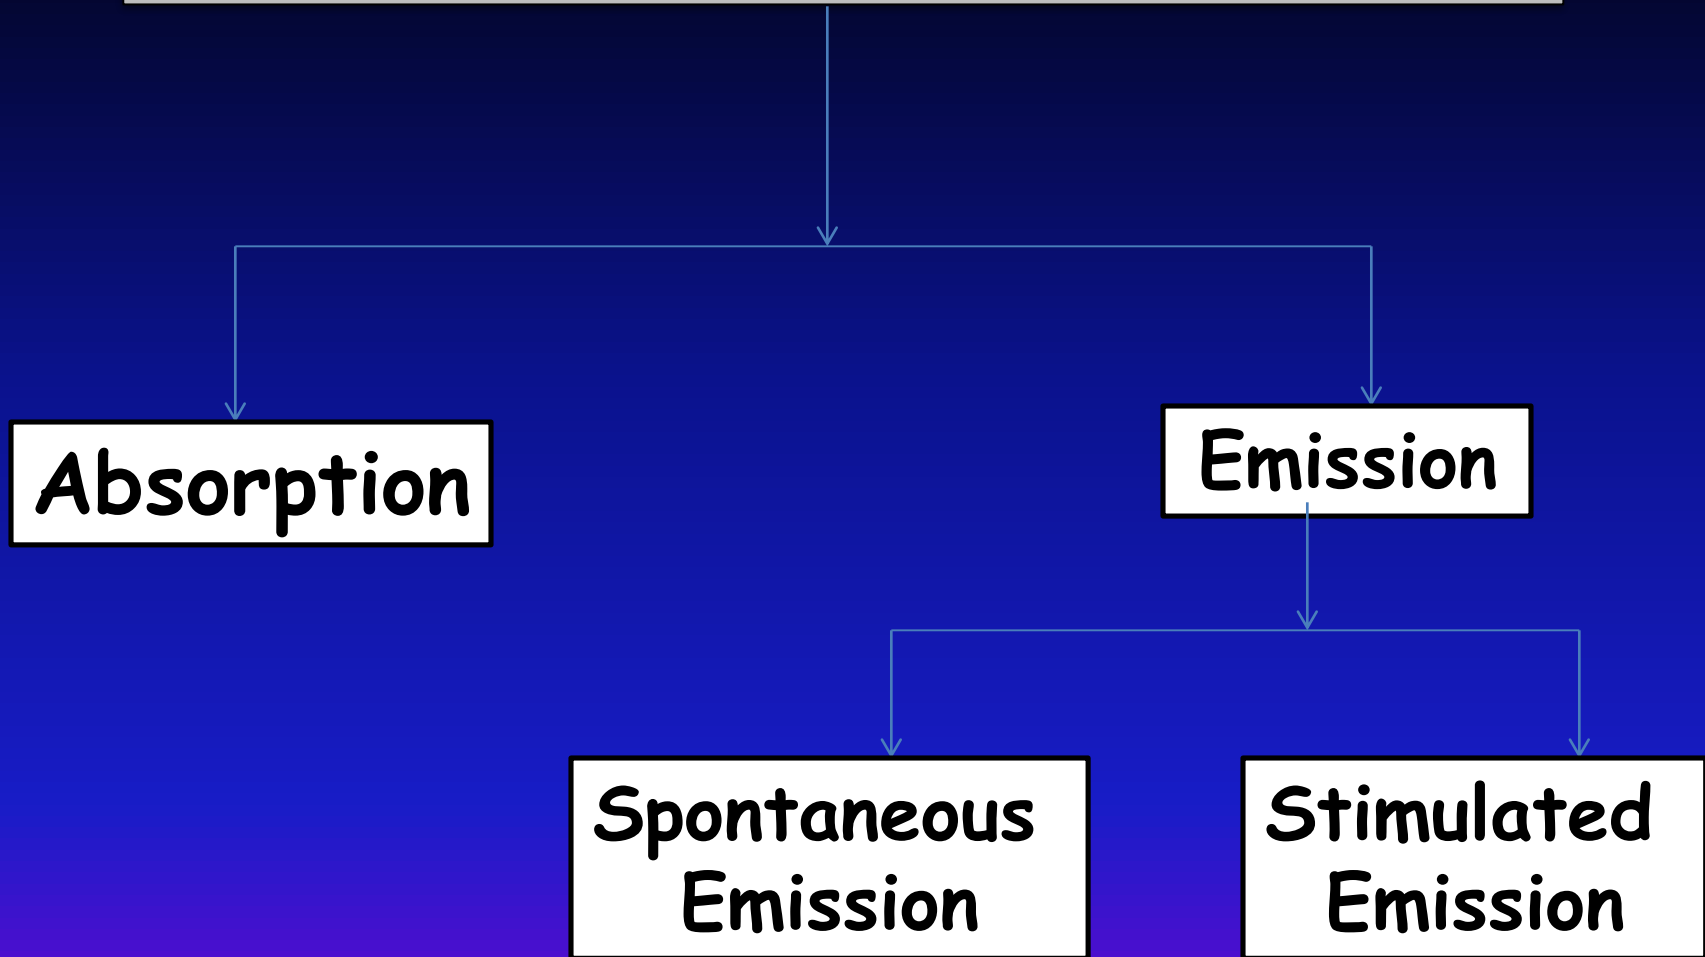 Absorption
Emission
Spontaneous
Emission
Stimulated
Emission